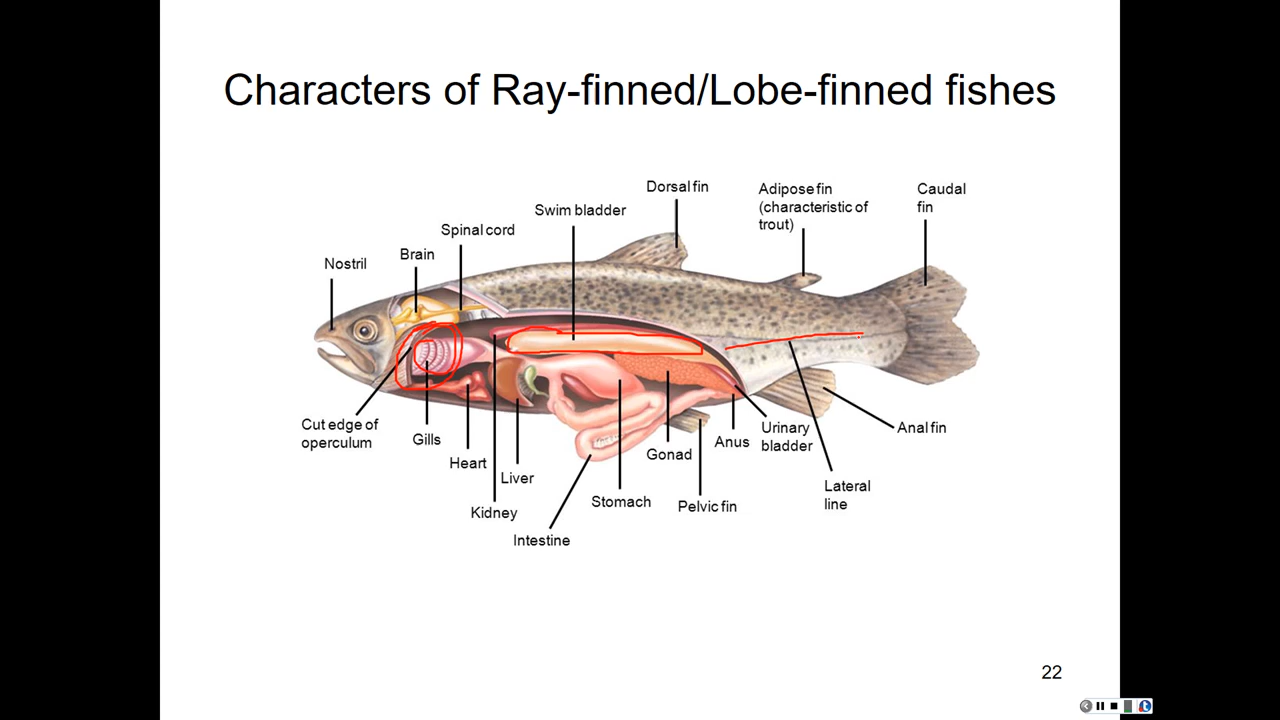 Characters of Ray-finned/Lobe-finned fishes
Dorsal fin
Adipose fin
(characteristic of
trout)
Caudal
fin
Swim bladder
Spinal cord
Brain
Nostril
Cut edge of
operculum
Gills
Heart
Liver
Kidney
Intestine
Stomach
Gonad
Pelvic fin
Anus
Urinary
bladder
Lateral
line
Anal fin
22